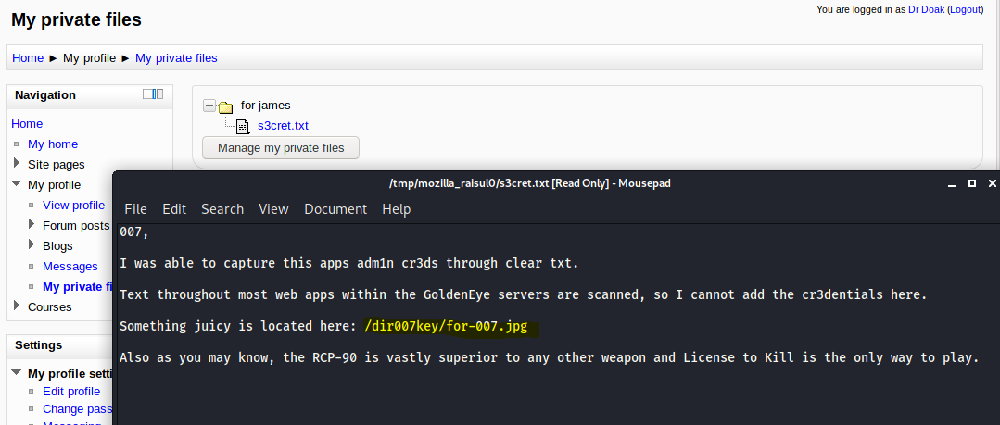 You are logged in as Dr Doak (Logout)
My private files
Home ► My profile ► My private files
Navigation
Home
My home
Site pages
My profile
View profile
Forum posts
Blogs
Messages
My private fi
Courses
Settings
My profile setti
Edit profile
Change pass
for james
s3cret.txt
Manage my private files
/tmp/mozilla_raisul0/s3cret.txt [Read Only] - Mousepad
File Edit Search View Document Help
007,
I was able to capture this apps adm1n cr3ds through clear txt.
Text throughout most web apps within the GoldenEye servers are scanned, so I cannot add the cr3dentials here.
Something juicy is located here: /dir007key/for-007.jpg
Also as you may know, the RCP-90 is vastly superior to any other weapon and License to Kill is the only way to play.